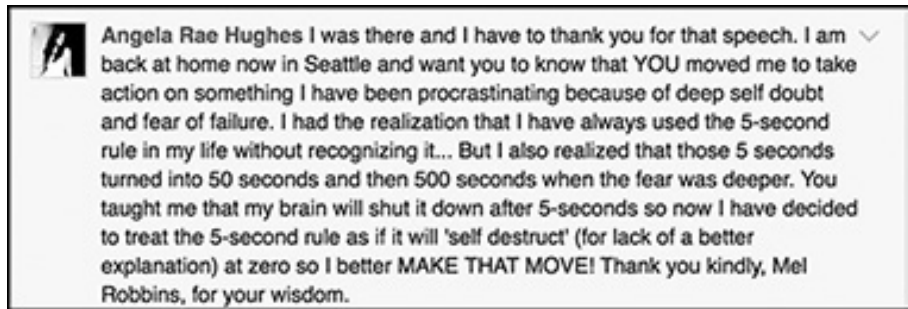 Angela Rae Hughes I was there and I have to thank you for that speech. I am
back at home now in Seattle and want you to know that YOU moved me to take
action on something I have been procrastinating because of deep self doubt
and fear of failure. I had the realization that I have always used the 5-second
rule in my life without recognizing it... But I also realized that those 5 seconds
turned into 50 seconds and then 500 seconds when the fear was deeper. You
taught me that my brain will shut it down after 5-seconds so now I have decided
to treat the 5-second rule as if it will 'self destruct' (for lack of a better
explanation) at zero so I better MAKE THAT MOVE! Thank you kindly, Mel
Robbins, for your wisdom.